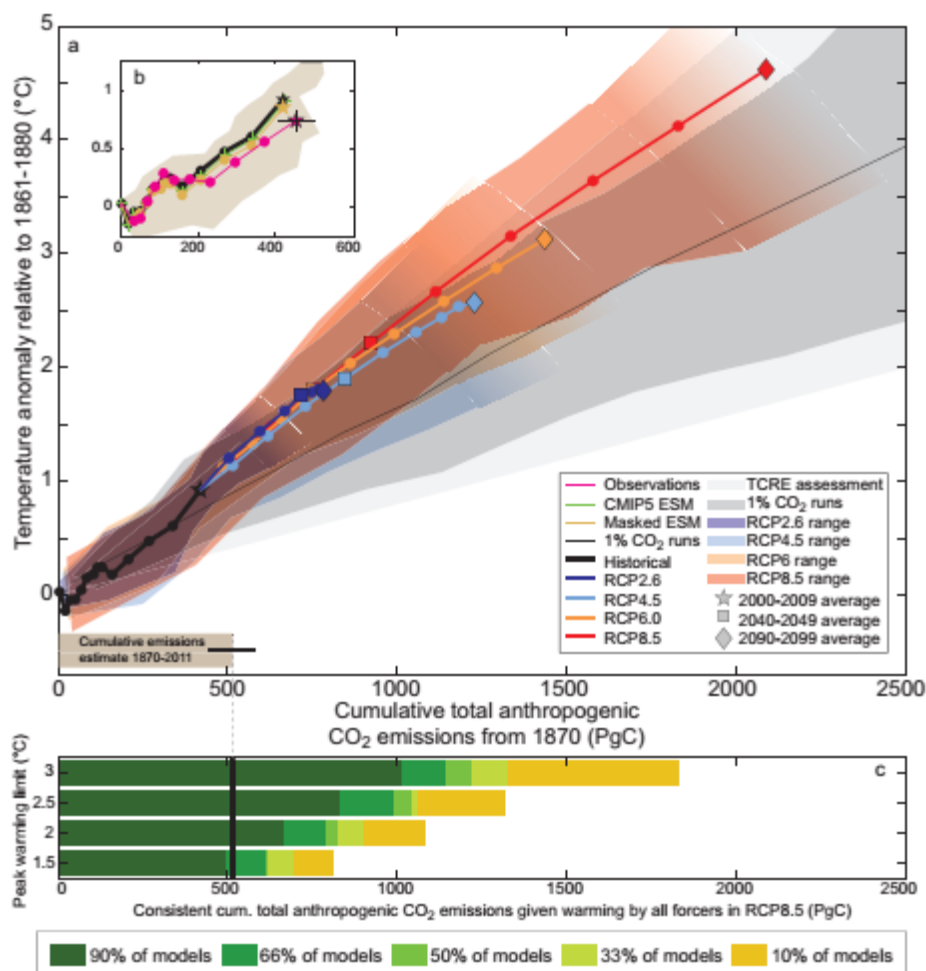 5
4
3
2
1
0
Temperature anomaly relative to 1861-1880 (°C)
a
b
1
0.5
0
0
200
400
600
Observations
CMIP5 ESM
Masked ESM
1% CO2 runs
Historical
RCP2.6
RCP4.5
RCP6.0
RCP8.5
TCRE assessment
1% CO2 runs
RCP2.6 range
RCP4.5 range
RCP6 range
RCP8.5 range
2000-2009 average
2040-2049 average
2090-2099 average
Cumulative emissions
estimate 1870-2011
0
500
1000
1500
2000
2500
Cumulative total anthropogenic
CO2 emissions from 1870 (PgC)
Peak warming limit (°C)
3
2.5
2
1.5
c
0
500
1000
1500
2000
2500
Consistent cum. total anthropogenic CO2 emissions given warming by all forcers in RCP8.5 (PgC)
90% of models
66% of models
50% of models
33% of models
10% of models